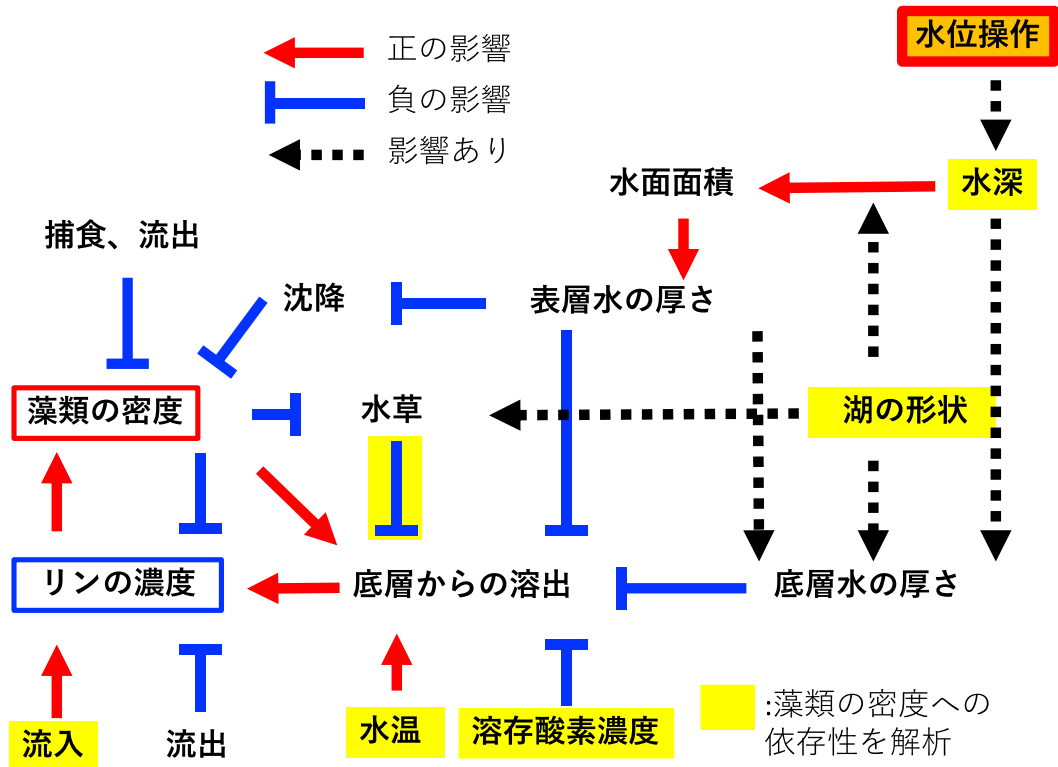 水位操作
正の影響
負の影響
影響あり
水面面積
水深
捕食、流出
沈降
表層水の厚さ
藻類の密度
水草
湖の形状
リンの濃度
底層からの溶出
底層水の厚さ
流入
流出
水温
溶存酸素濃度
:藻類の密度への
依存性を解析